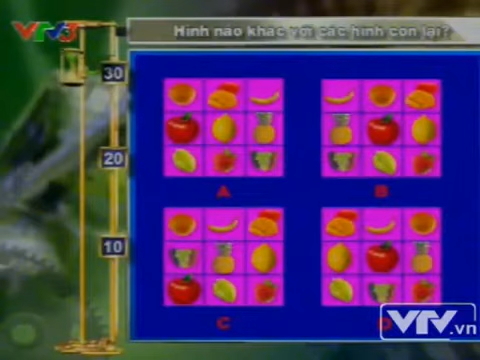 VTV3
Hình nào khác với các hình còn lại?
30
20
10
A
B
C
D
VTV.vn